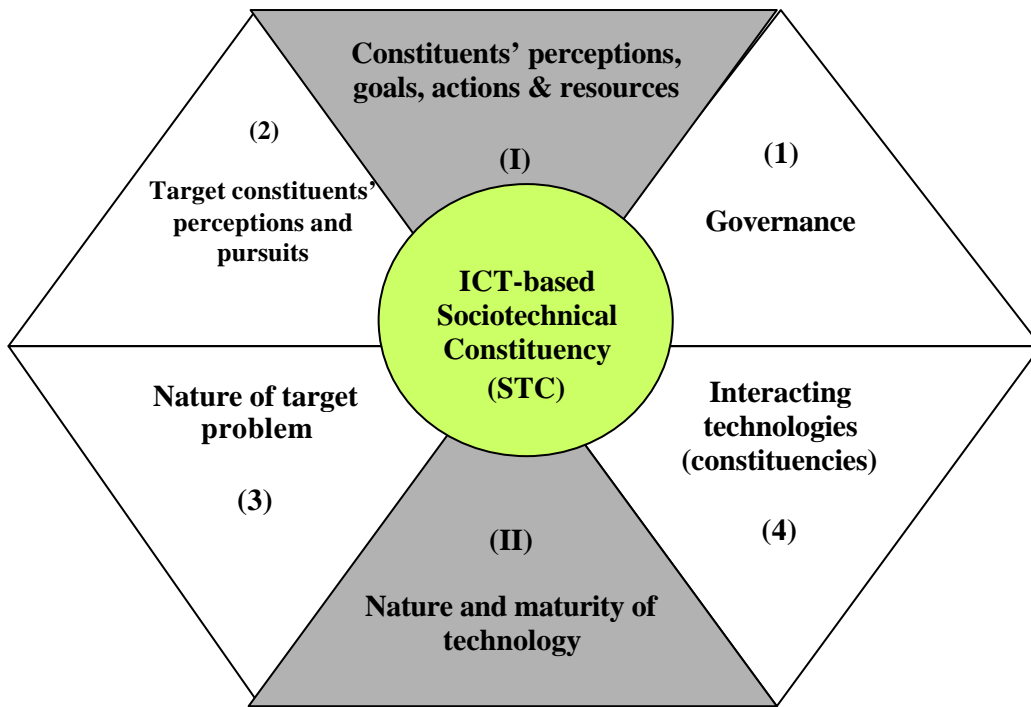 Constituents’ perceptions,
goals, actions & resources
(I)
(2)
Target constituents’
perceptions and
pursuits
(1)
Governance
ICT-based
Sociotechnical
Constituency
(STC)
Nature of target
problem
(3)
Interacting
technologies
(constituencies)
(4)
(II)
Nature and maturity of
technology